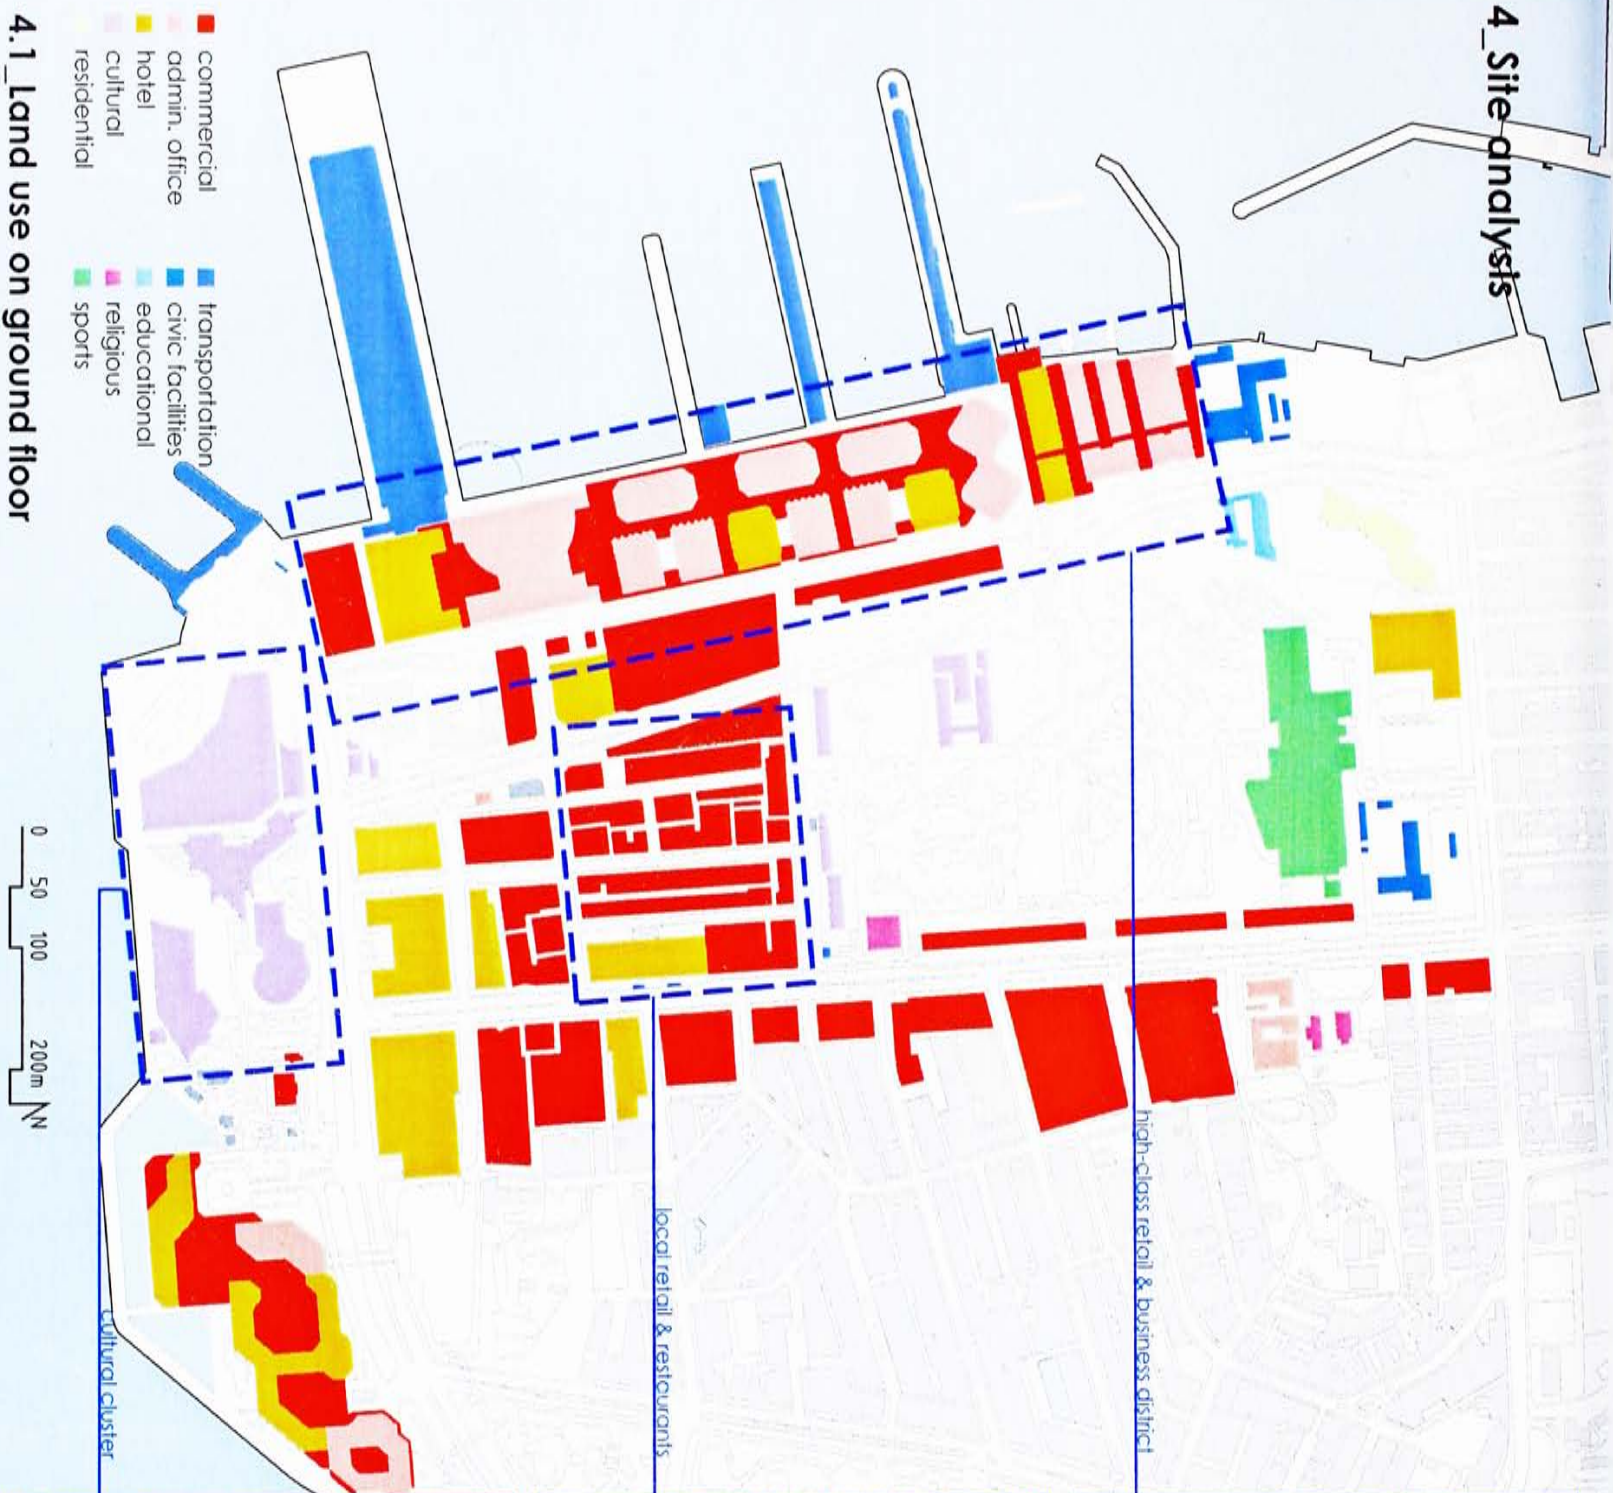 4_Site analysis
high-class retail & business district
local retail & restaurants
cultural cluster
commercial
admin. office
hotel
cultural
residential
transportation
civic facilities
educational
religious
sports
0 50 100 200m N
4.1_Land use on ground floor